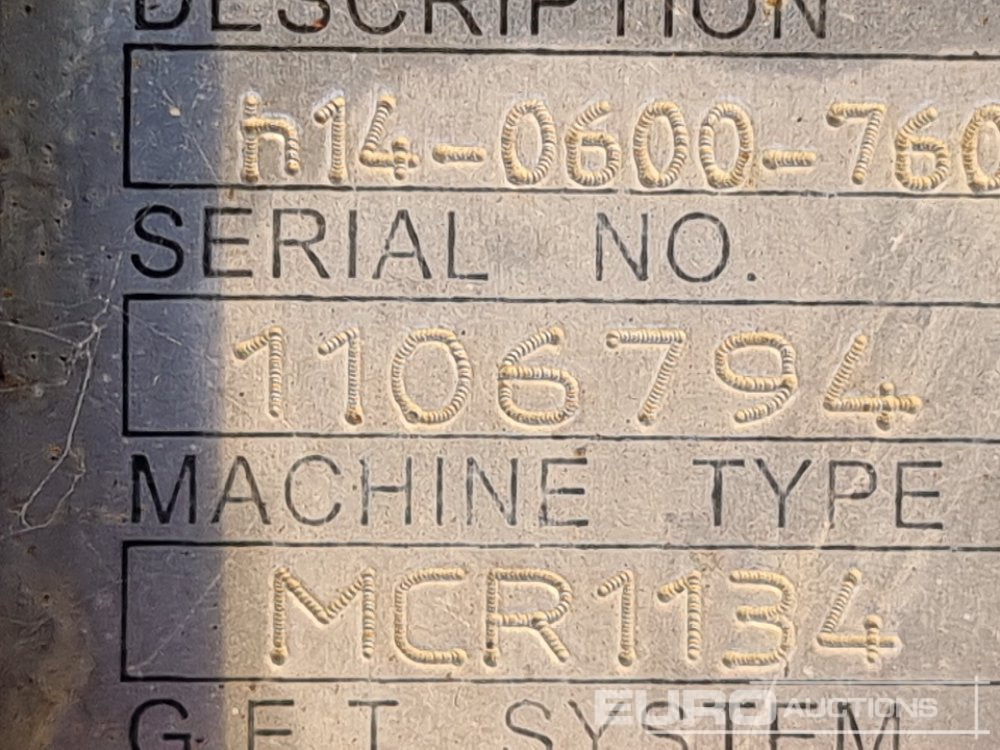 DESCRIPTION
h14-0600-760
SERIAL NO.
1106794
MACHINE TYPE
MCR1134
G.E.T. SYSTEM
EURO AUCTIONS